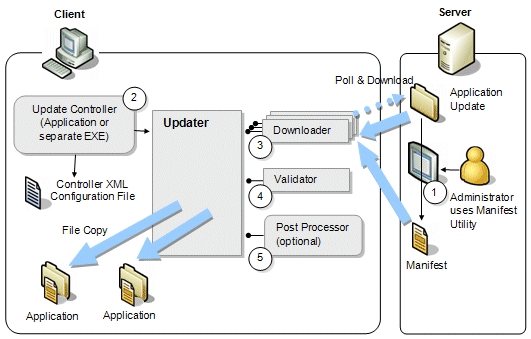 Client
Server
Poll & Download
2
Update Controller
(Application or
separate EXE)
Updater
Downloader
3
Application
Update
Controller XML
Configuration File
Validator
4
1
Administrator
uses Manifest
Utility
File Copy
Post Processor
(optional)
5
Manifest
Application
Application